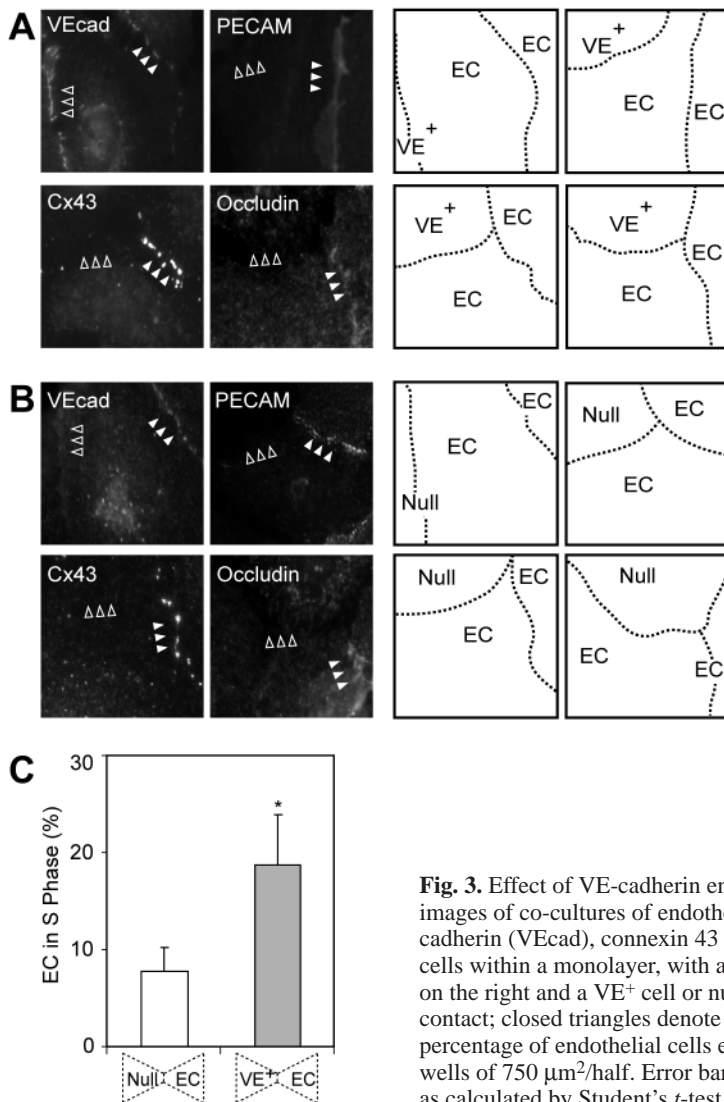 A
VEcad
PECAM
Cx43
Occludin
EC
EC
VE+
VE+
EC
EC
VE+
EC
EC
VE+
EC
EC
B
VEcad
PECAM
Cx43
Occludin
EC
EC
Null
Null
EC
EC
Null
EC
EC
Null
EC
EC
C
EC in S Phase (%)
30
20
10
0
*
Null EC
VE+ EC
Fig. 3. Effect of VE-cadherin en
images of co-cultures of endothe
cadherin (VEcad), connexin 43
cells within a monolayer, with a
on the right and a VE+ cell or nu
contact; closed triangles denote
percentage of endothelial cells e
wells of 750 μm2/half. Error bar
as calculated by Student's t-test